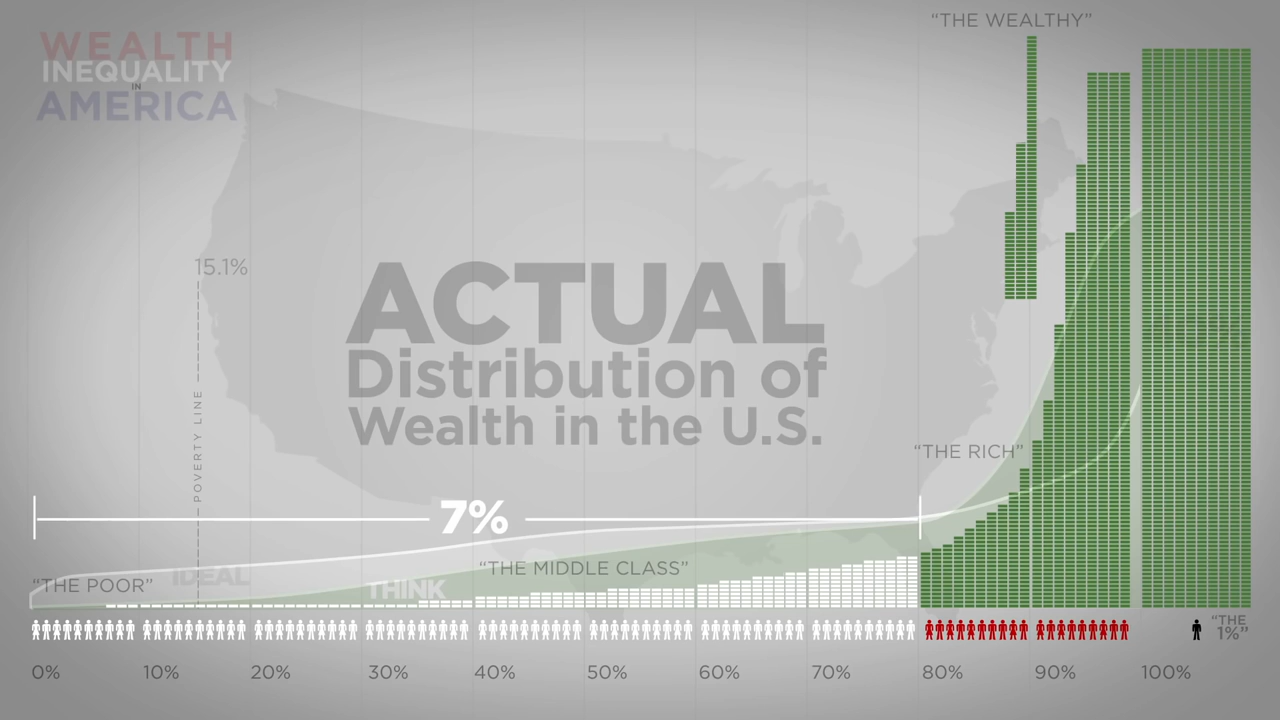 WEALTH
INEQUALITY
IN
AMERICA
“THE WEALTHY”
15.1%
POVERTY LINE
ACTUAL
Distribution of
Wealth in the U.S.
“THE RICH”
7%
“THE POOR”
IDEAL
THINK
“THE MIDDLE CLASS”
“THE
1%”
0% 10% 20% 30% 40% 50% 60% 70% 80% 90% 100%